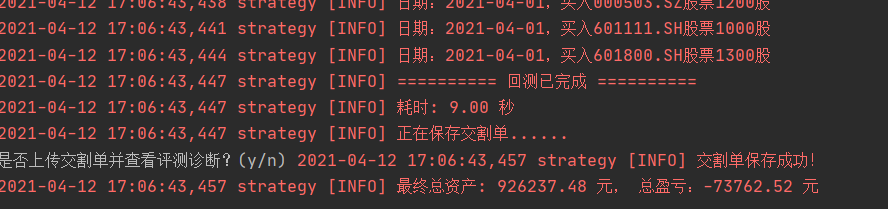 2021-04-12 17:06:43,438 strategy [INFO] 日期：2021-04-01，买入000503.SZ股票1200股
2021-04-12 17:06:43,441 strategy [INFO] 日期：2021-04-01，买入601111.SH股票1000股
2021-04-12 17:06:43,444 strategy [INFO] 日期：2021-04-01，买入601800.SH股票1300股
2021-04-12 17:06:43,447 strategy [INFO] ========== 回测已完成 ==========
2021-04-12 17:06:43,447 strategy [INFO] 耗时: 9.00 秒
2021-04-12 17:06:43,447 strategy [INFO] 正在保存交割单......
是否上传交割单并查看评测诊断？(y/n) 2021-04-12 17:06:43,457 strategy [INFO] 交割单保存成功!
2021-04-12 17:06:43,457 strategy [INFO] 最终总资产: 926237.48 元， 总盈亏：-73762.52 元